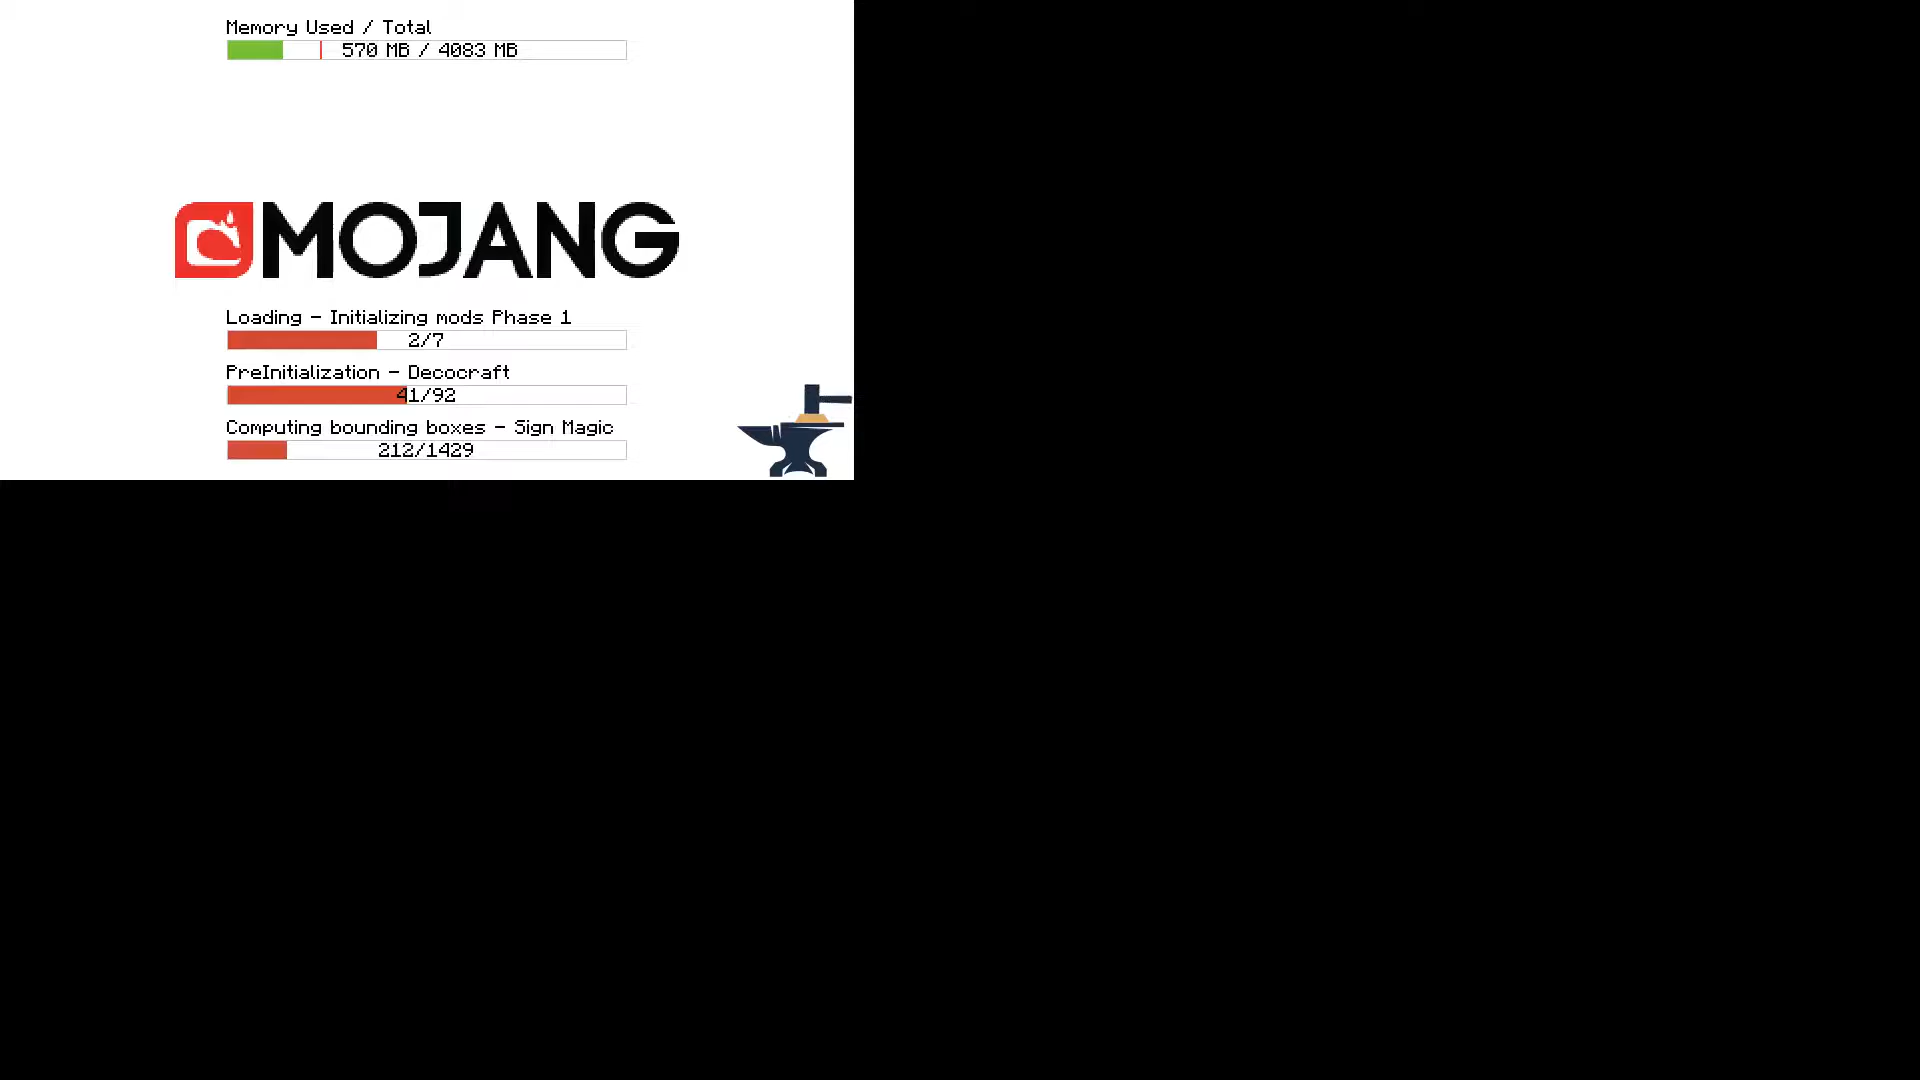 Memory Used / Total
570 MB / 4083 MB
MOJANG
Loading - Initializing mods Phase 1
2/7
PreInitialization - Decocraft
41/92
Computing bounding boxes - Sign Magic
212/1429